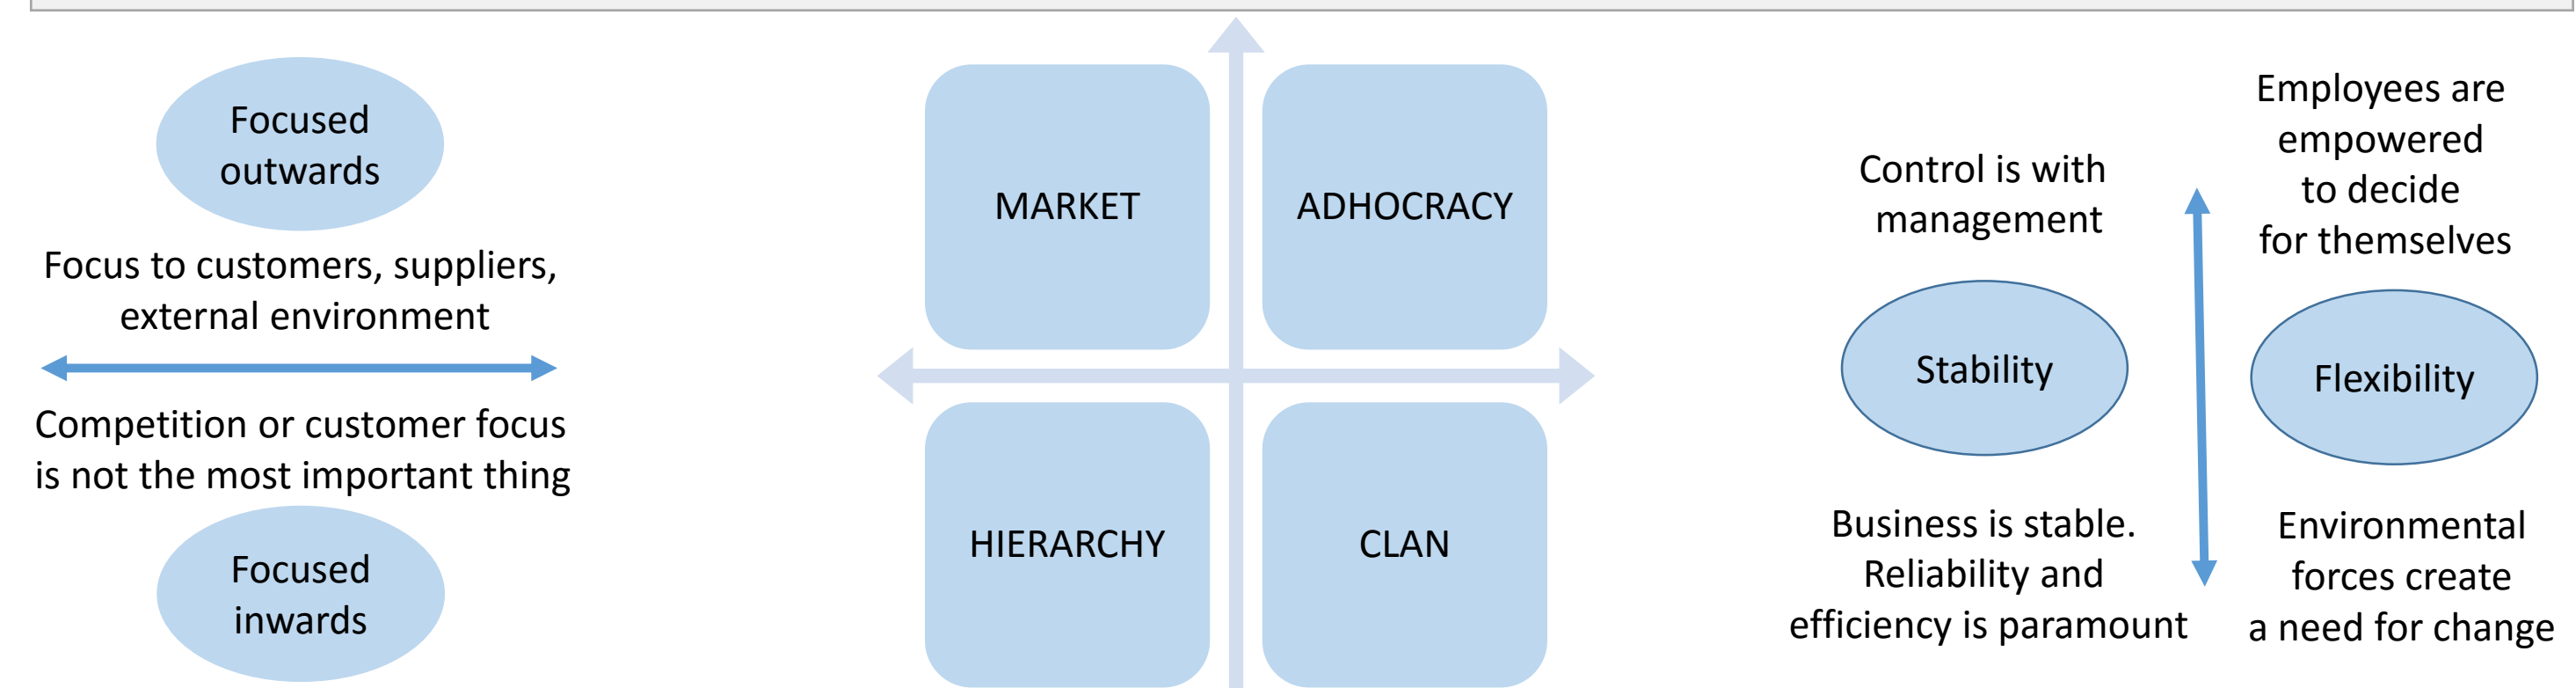 Focused
outwards
Focus to customers, suppliers,
external environment
Competition or customer focus
is not the most important thing
Focused
inwards
MARKET
ADHOCRACY
HIERARCHY
CLAN
Control is with
management
Stability
Business is stable.
Reliability and
efficiency is paramount
Employees are
empowered
to decide
for themselves
Flexibility
Environmental
forces create
a need for change